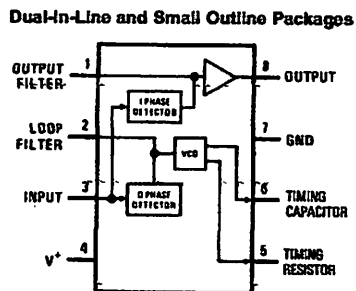 Dual-In-Line and Small Outline Packages
OUTPUT FILTER 1
8 OUTPUT
I PHASE DETECTOR
LOOP FILTER 2
7 GND
VCO
INPUT 3
Q PHASE DETECTOR
6 TIMING CAPACITOR
V+ 4
5 TIMING RESISTOR